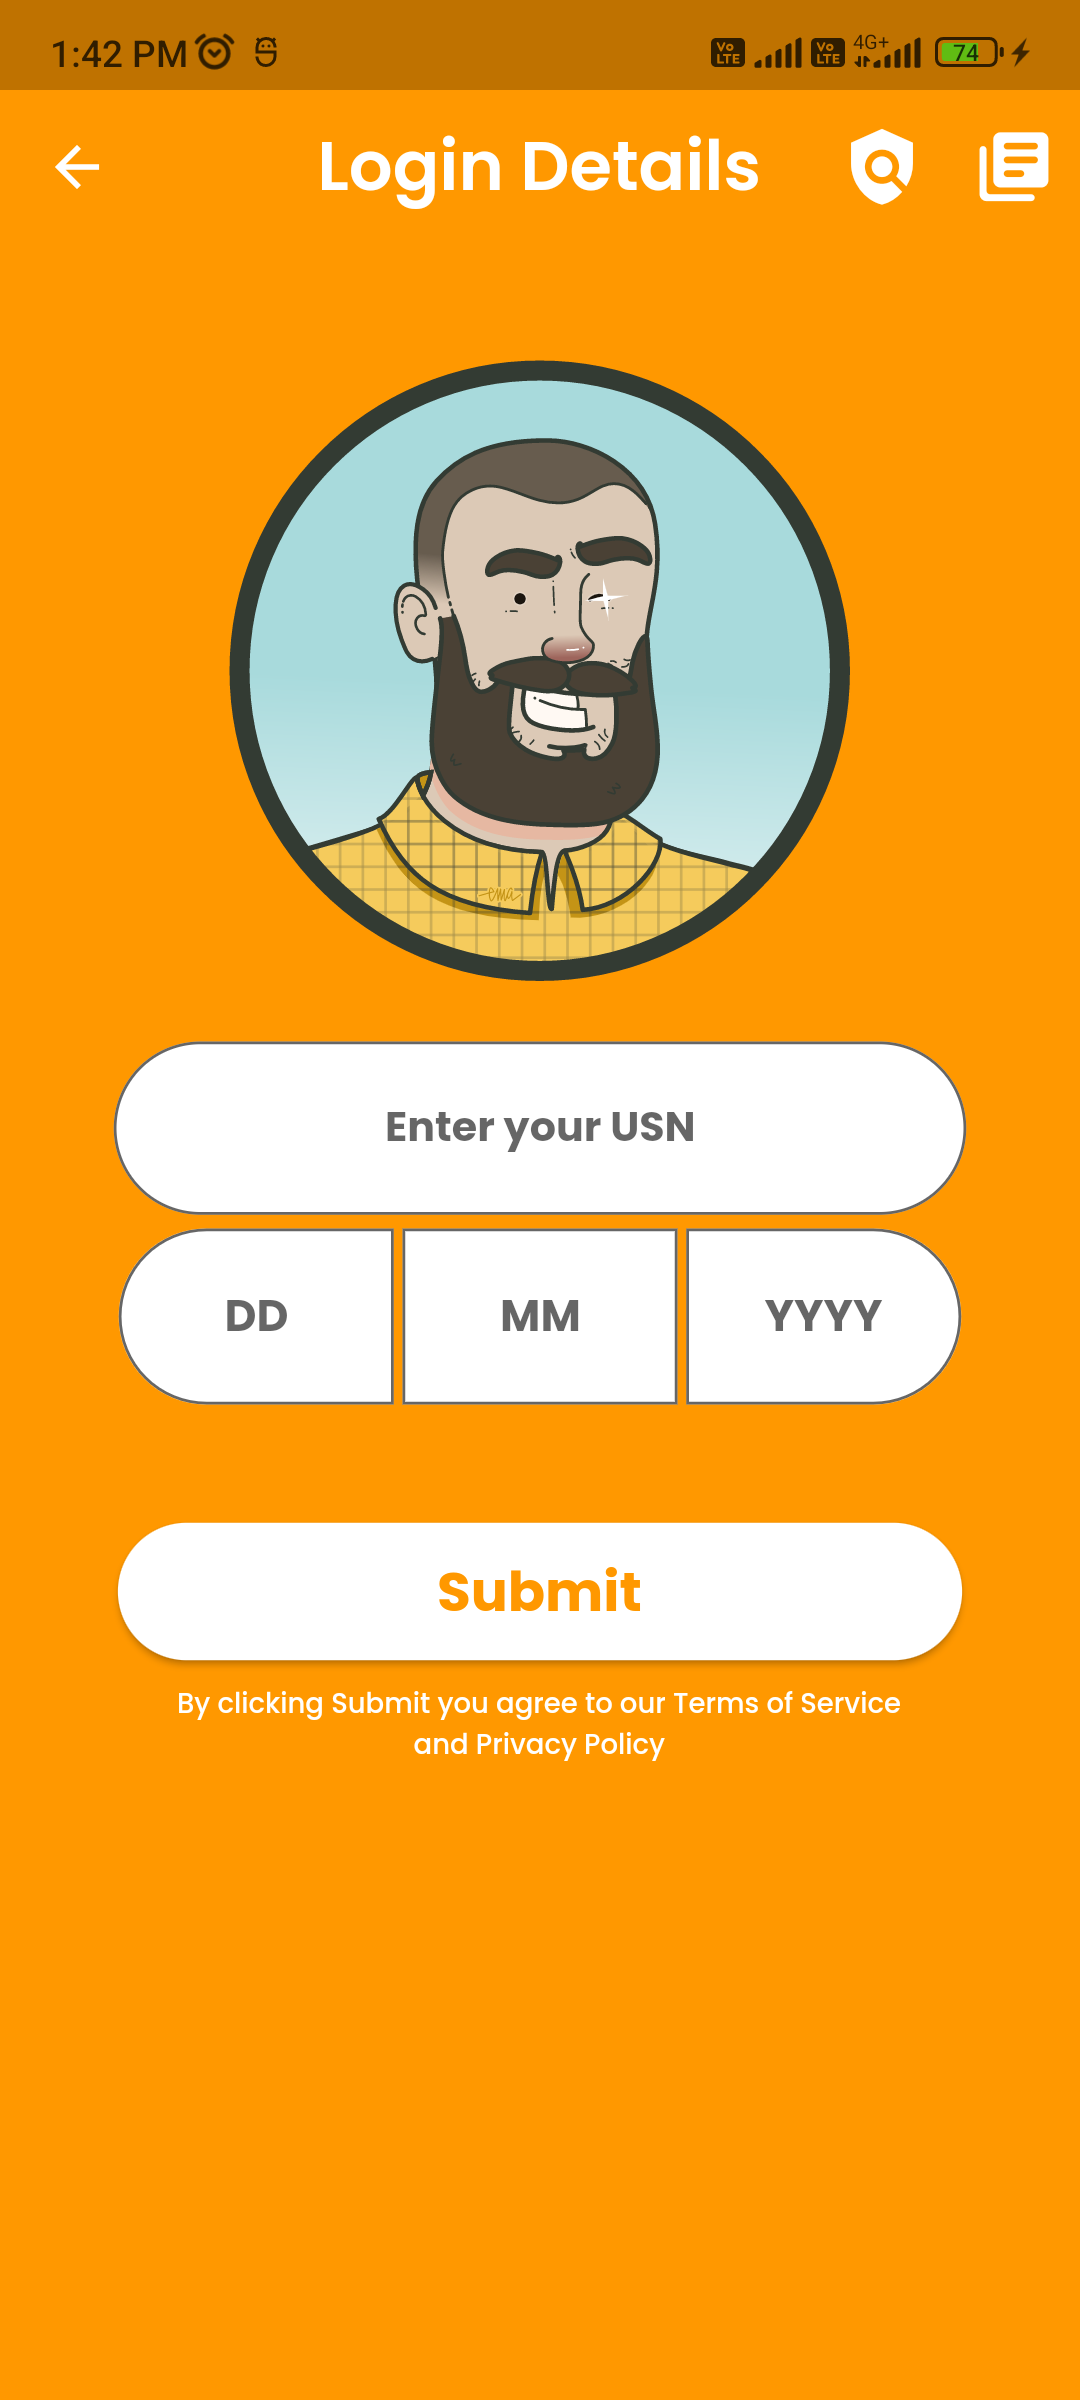 1:42 PM
Vo LTE Vo LTE 4G+ 74
Login Details
ema
Enter your USN
DD MM YYYY
Submit
By clicking Submit you agree to our Terms of Service
and Privacy Policy